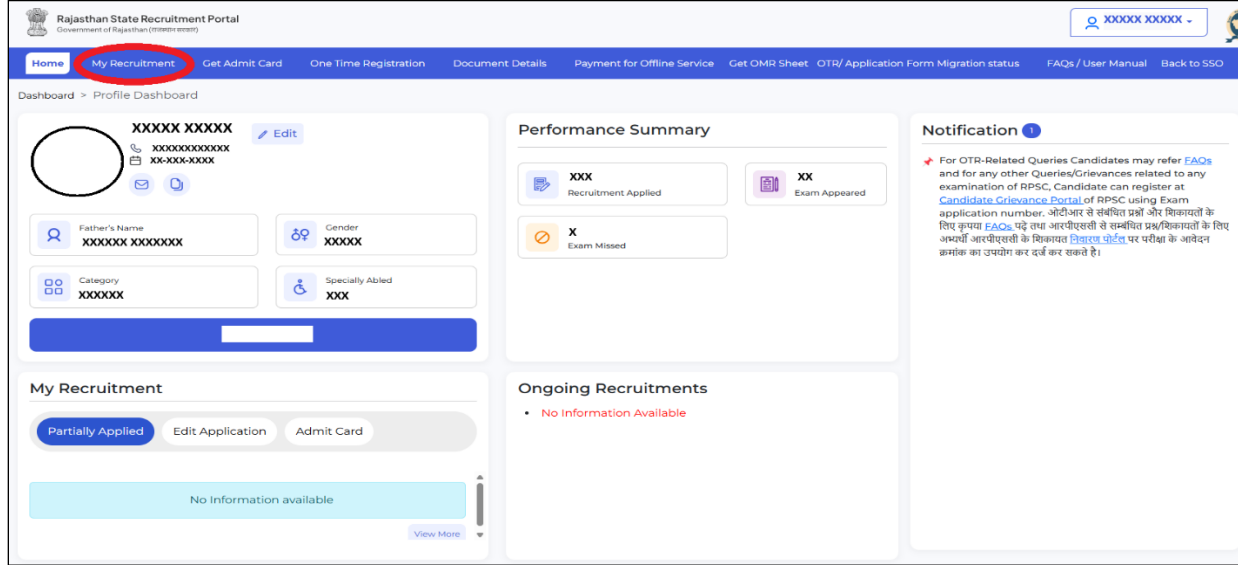 Rajasthan State Recruitment Portal
Government of Rajasthan (राजस्थान सरकार)
XXXXX XXXXX
Home My Recruitment Get Admit Card One Time Registration Document Details Payment for Offline Service Get OMR Sheet OTR/ Application Form Migration status FAQs / User Manual Back to SSO
Dashboard > Profile Dashboard
XXXXX XXXXX
Edit
XXXXXXXXXXXX
XX-XXX-XXXX
Father's Name
XXXXXX XXXXXXX
Gender
XXXXX
Category
XXXXXX
Specially Abled
XXX
Performance Summary
XXX
Recruitment Applied
XX
Exam Appeared
X
Exam Missed
Notification 1
For OTR-Related Queries Candidates may refer FAQs
and for any other Queries/Grievances related to any
examination of RPSC, Candidate can register at
Candidate Grievance Portal of RPSC using Exam
application number. ओटीआर से संबंधित प्रश्नों और शिकायतों के
लिए कृपया FAQs पढ़े तथा आरपीएससी से सम्बंधित प्रश्न/शिकायतों के लिए
अभ्यर्थी आरपीएससी के शिकायत निवारण पोर्टल पर परीक्षा के आवेदन
क्रमांक का उपयोग कर दर्ज कर सकते है।
My Recruitment
Partially Applied Edit Application Admit Card
No Information available
View More
Ongoing Recruitments
• No Information Available